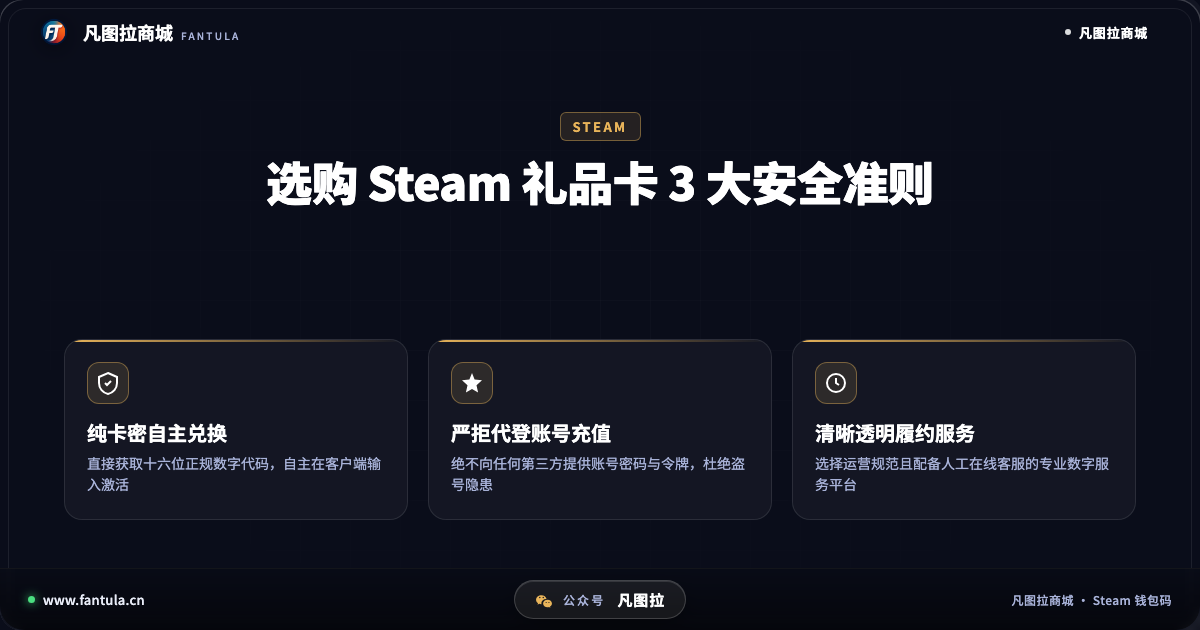 凡图拉商城 FANTULA
凡图拉商城
STEAM
选购 Steam 礼品卡 3 大安全准则
纯卡密自主兑换
直接获取十六位正规数字代码，自主在客户端输
入激活
严拒代登账号充值
绝不向任何第三方提供账号密码与令牌，杜绝盗
号隐患
清晰透明履约服务
选择运营规范且配备人工在线客服的专业数字服
务平台
www.fantula.cn
公众号 凡图拉
凡图拉商城 · Steam 钱包码